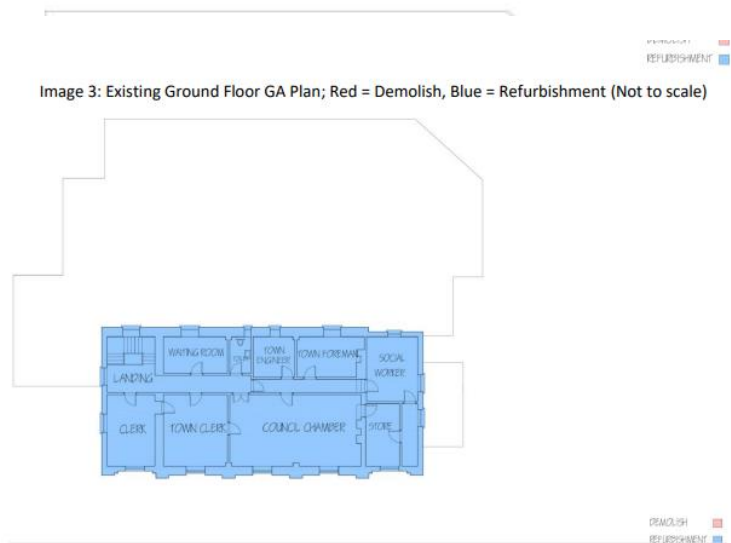 DEMOLISH
REFURBISHMENT
Image 3: Existing Ground Floor GA Plan; Red = Demolish, Blue = Refurbishment (Not to scale)
WAITING ROOM
TOWN ENGINEER
TOWN FOREMAN
SOCIAL WORKER
LANDING
CLERK
TOWN CLERK
COUNCIL CHAMBER
STORE
DEMOLISH
REFURBISHMENT